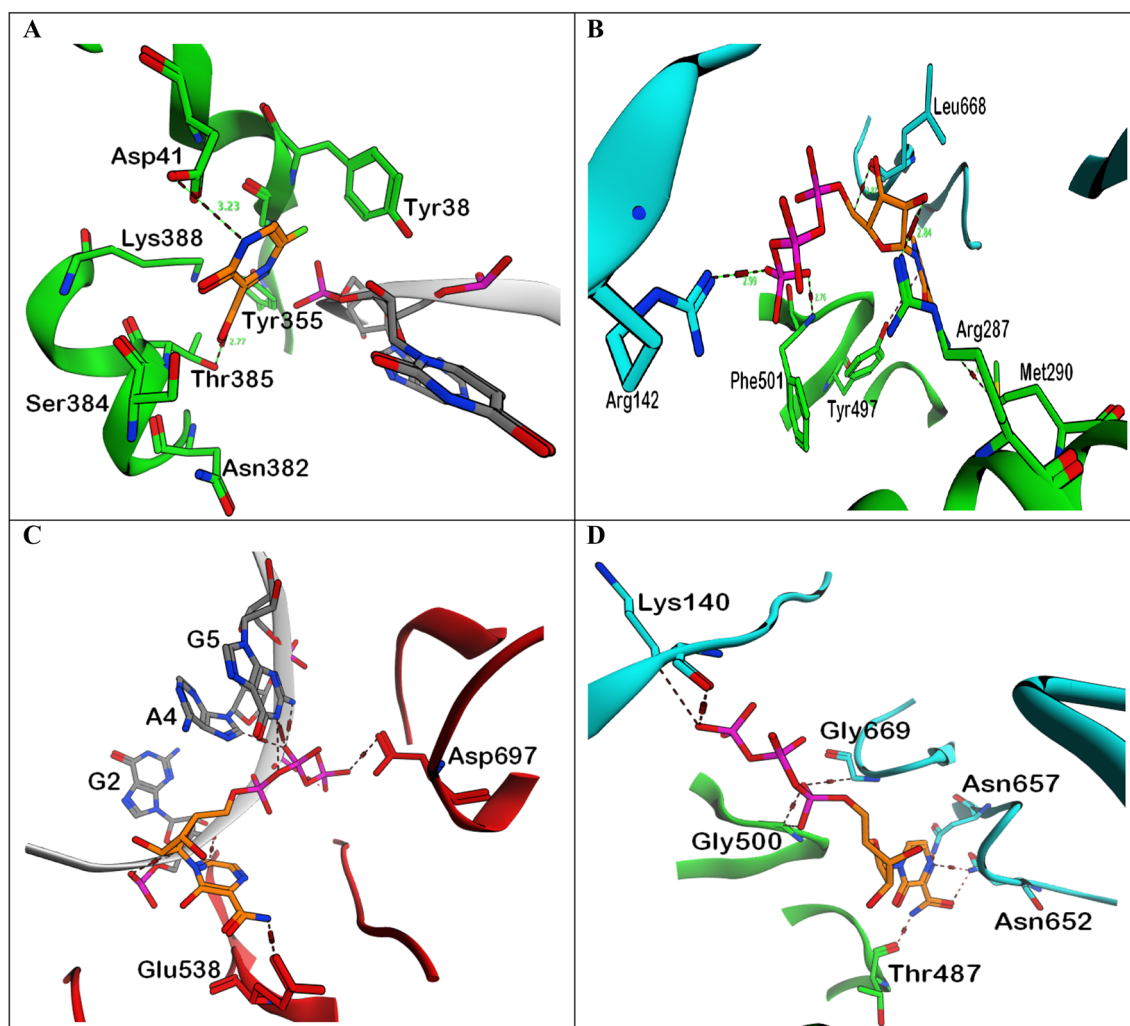 A
Asp41
3.23
Tyr38
Lys388
Tyr355
2.77
Thr385
Ser384
Asn382
B
Leu668
2.84
2.99
2.76
Arg287
Arg142
Phe501
Tyr497
Met290
C
G5
A4
G2
Asp697
Glu538
D
Lys140
Gly669
Asn657
Gly500
Asn652
Thr487